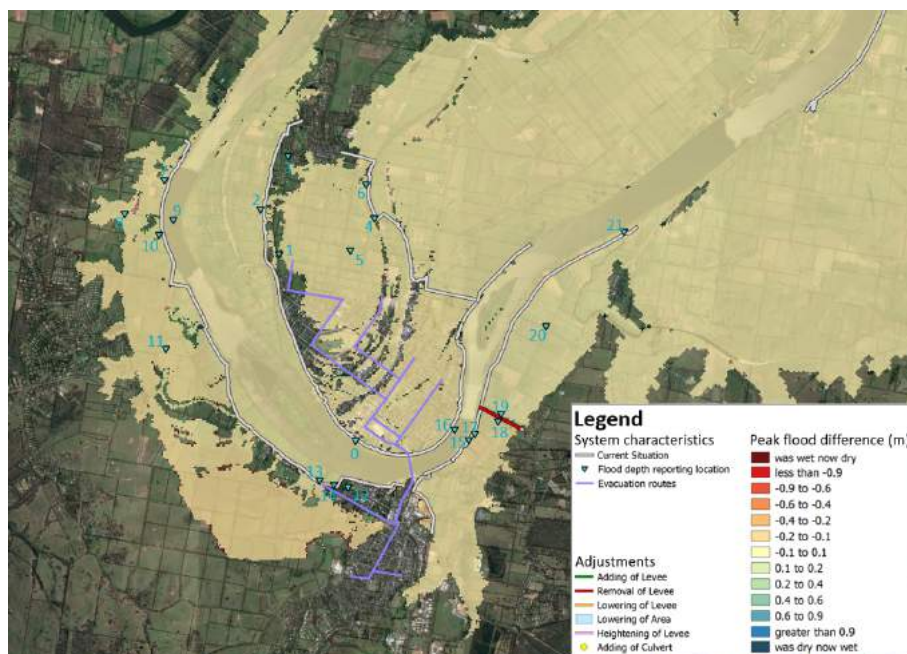 3
7
6
8
9
2
4
10
1
5
21
20
11
19
16
17
18
15
0
13
14
12
Legend
System characteristics
Current Situation
Flood depth reporting location
Evacuation routes
Adjustments
Adding of Levee
Removal of Levee
Lowering of Levee
Lowering of Area
Heightening of Levee
Adding of Culvert
Peak flood difference (m)
was wet now dry
less than -0.9
-0.9 to -0.6
-0.6 to -0.4
-0.4 to -0.2
-0.2 to -0.1
-0.1 to 0.1
0.1 to 0.2
0.2 to 0.4
0.4 to 0.6
0.6 to 0.9
greater than 0.9
was dry now wet